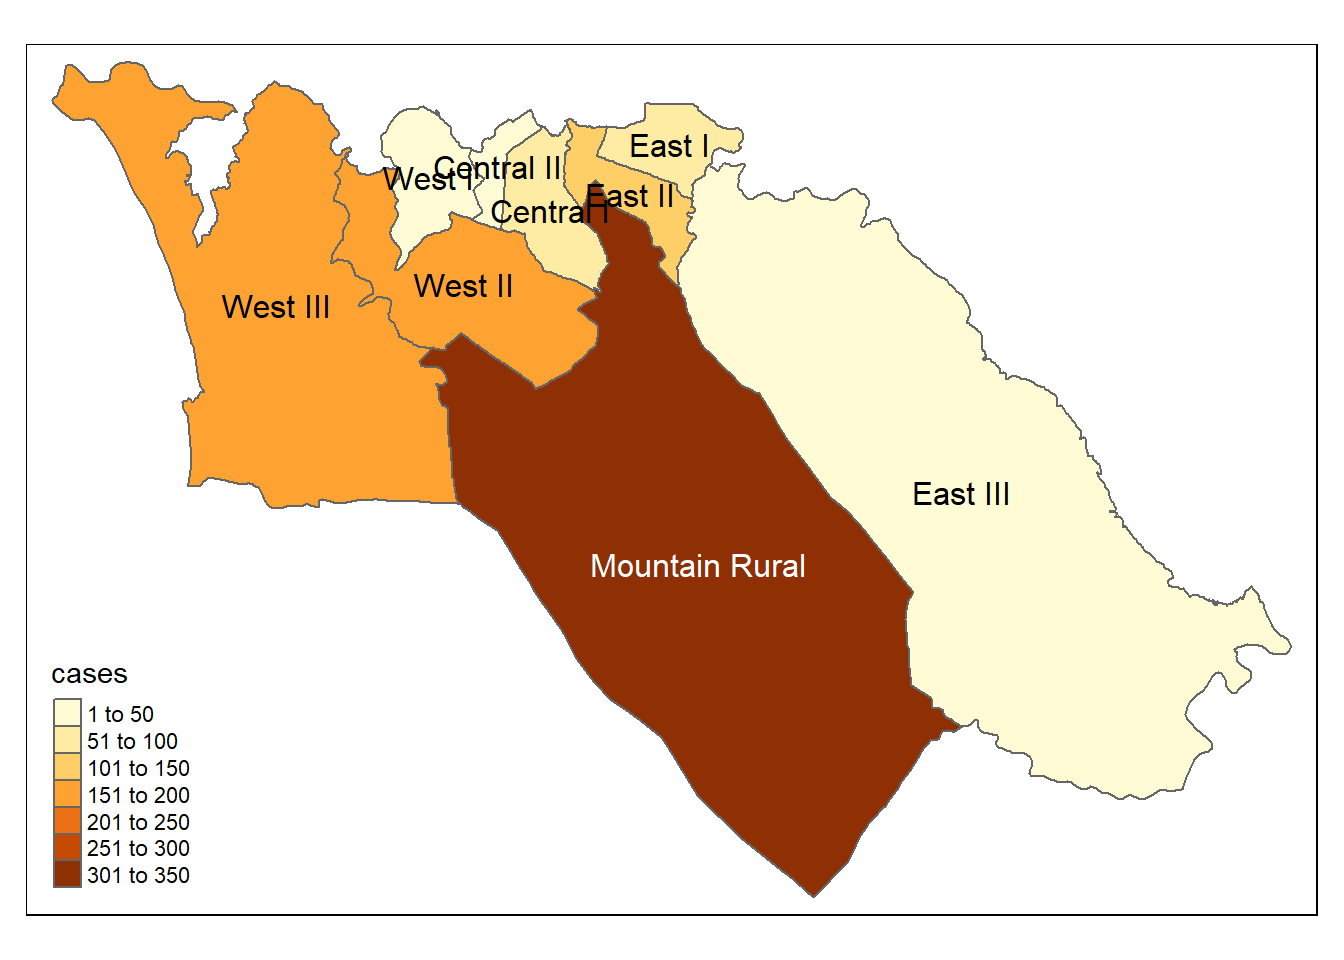 East I
Central II
West I
East II
Central I
West II
West III
East III
Mountain Rural
cases
1 to 50
51 to 100
101 to 150
151 to 200
201 to 250
251 to 300
301 to 350